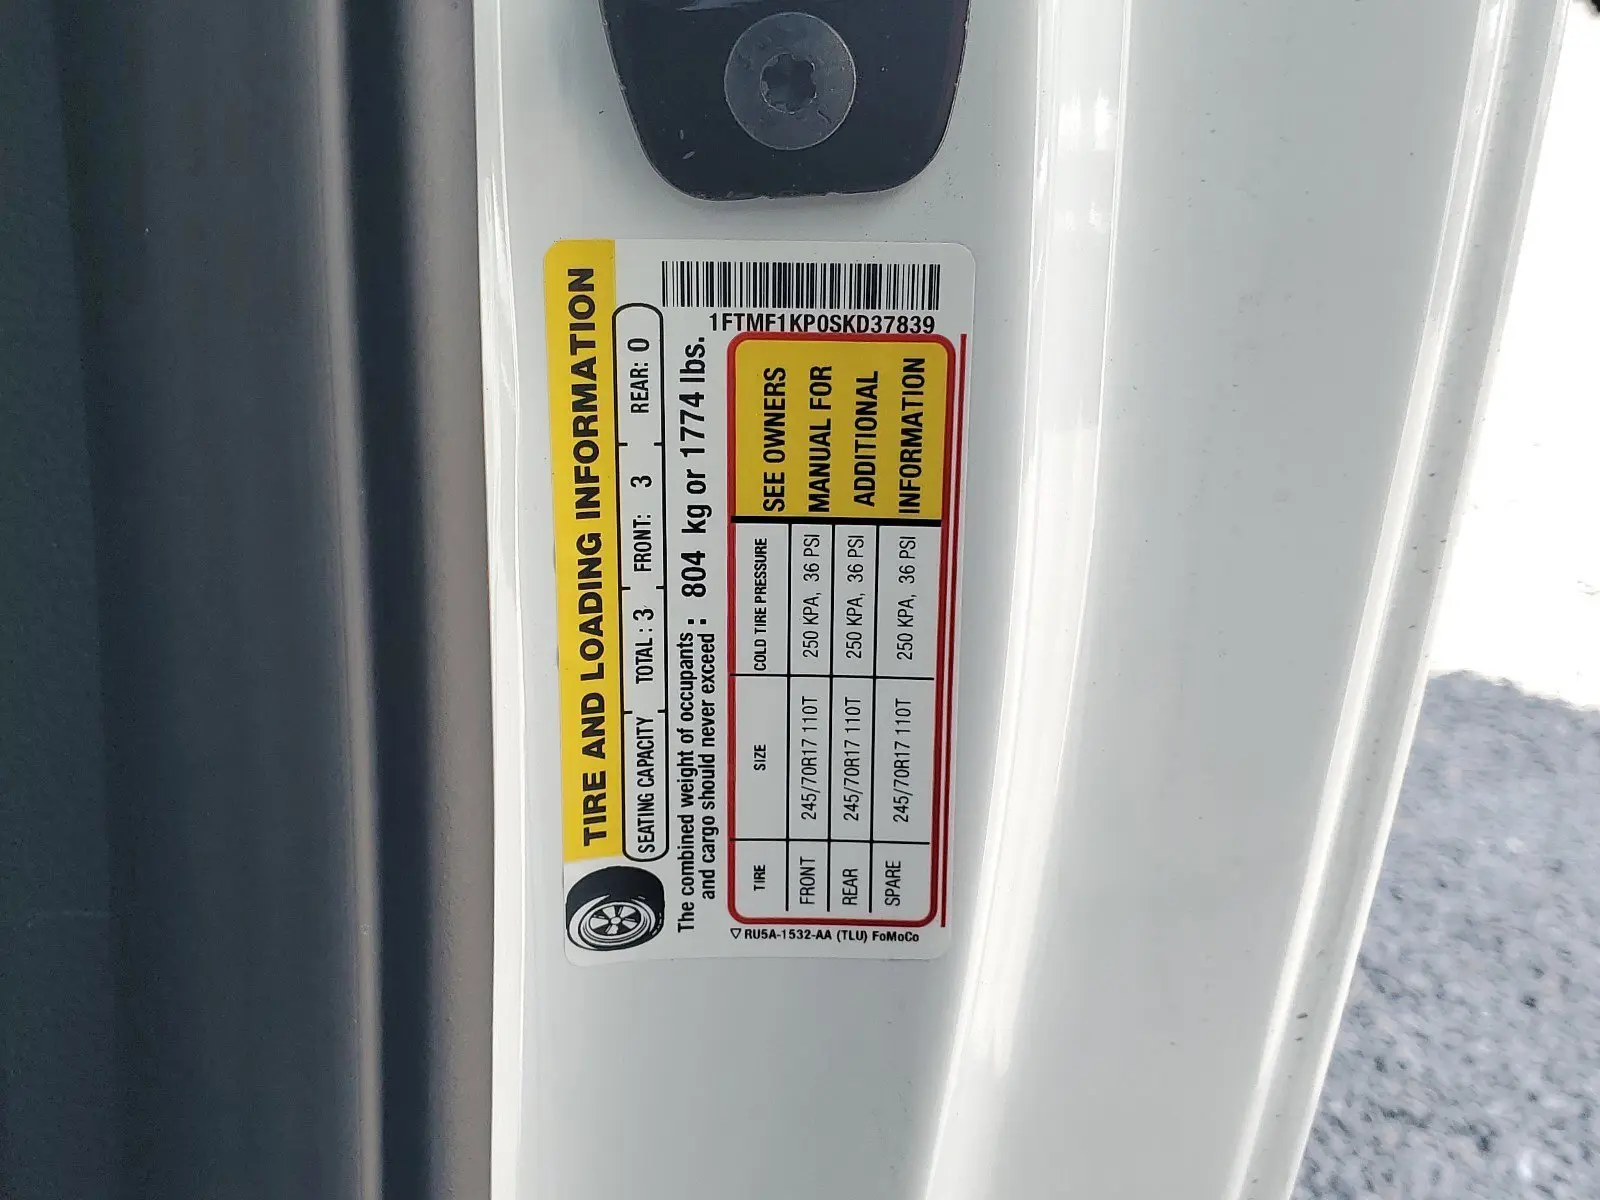 TIRE AND LOADING INFORMATION
SEATING CAPACITY TOTAL : 3 FRONT: 3 REAR: 0
The combined weight of occupants
and cargo should never exceed : 804 kg or 1774 lbs.
1FTMF1KP0SKD37839
TIRE SIZE COLD TIRE PRESSURE
FRONT 245/70R17 110T 250 KPA, 36 PSI
REAR 245/70R17 110T 250 KPA, 36 PSI
SPARE 245/70R17 110T 250 KPA, 36 PSI
SEE OWNERS
MANUAL FOR
ADDITIONAL
INFORMATION
RU5A-1532-AA (TLU) FoMoCo